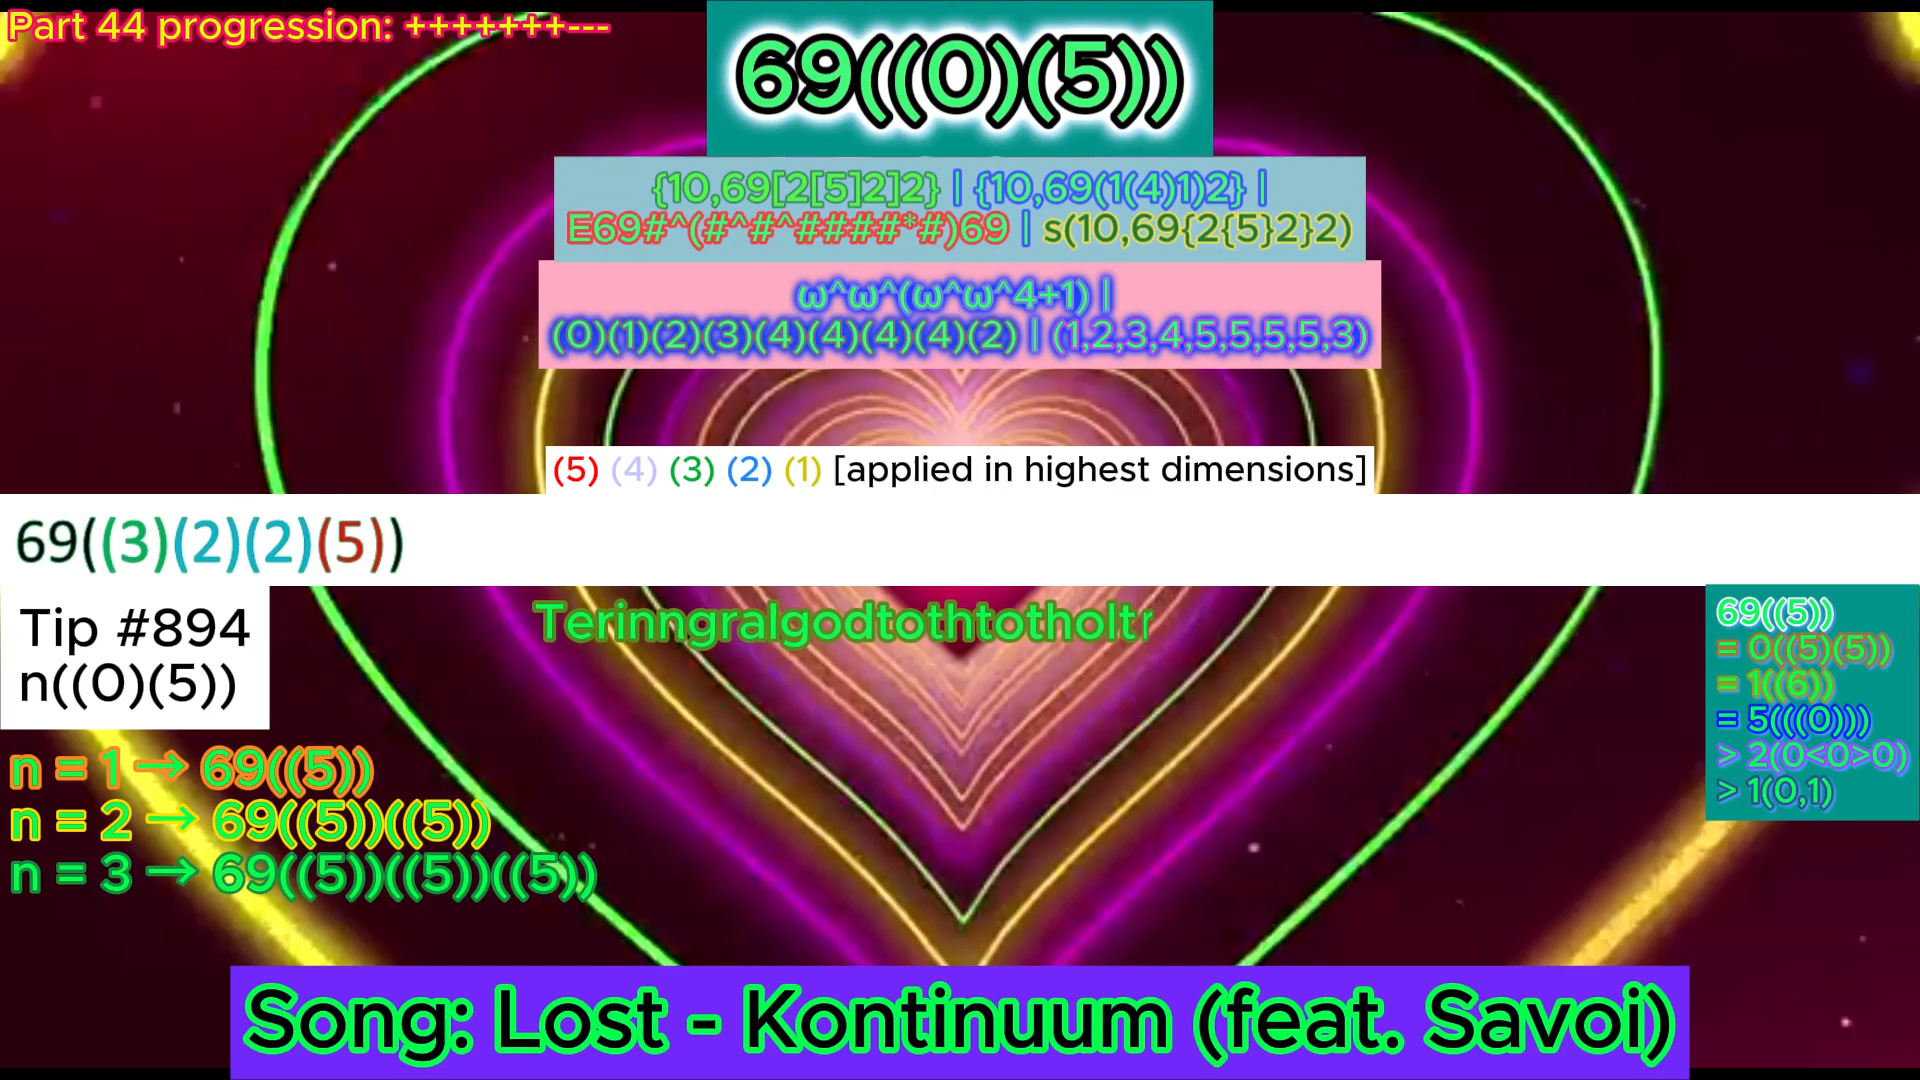 Part 44 progression: +++++++---
69((0)(5))
{10,69[2[5]2]2} | {10,69(1(4)1)2} |
E69#^(#^#^####*#)69 | s(10,69{2{5}2}2)
ω^ω^(ω^ω^4+1) |
(0)(1)(2)(3)(4)(4)(4)(4)(2) | (1,2,3,4,5,5,5,5,3)
(5) (4) (3) (2) (1) [applied in highest dimensions]
69((3)(2)(2)(5))
Tip #894
n((0)(5))
Terinngralgodtothtotholtr
69((5))
= 0((5)(5))
= 1((6))
= 5((((0))))
> 2(0<0>0)
> 1(0,1)
n = 1 → 69((5))
n = 2 → 69((5))((5))
n = 3 → 69((5))((5))((5))
Song: Lost - Kontinuum (feat. Savoi)